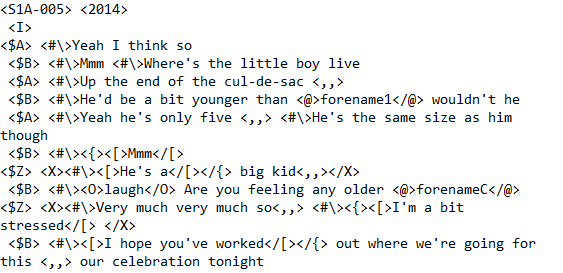 <S1A-005> <2014>
<I>
<$A> <#\>Yeah I think so
<$B> <#\>Mmm <#\>Where's the little boy live
<$A> <#\>Up the end of the cul-de-sac <,,>
<$B> <#\>He'd be a bit younger than <@>forename1</@> wouldn't he
<$A> <#\>Yeah he's only five <,,> <#\>He's the same size as him
though
<$B> <#\><{><[>Mmm</[>
<$Z> <X><#\><[>He's a</[></{> big kid<,,></X>
<$B> <#\><O>laugh</O> Are you feeling any older <@>forenameC</@>
<$Z> <X><#\>Very much very much so<,,> <#\><{><[>I'm a bit
stressed</[> </X>
<$B> <#\><[>I hope you've worked</[></{> out where we're going for
this <,,> our celebration tonight